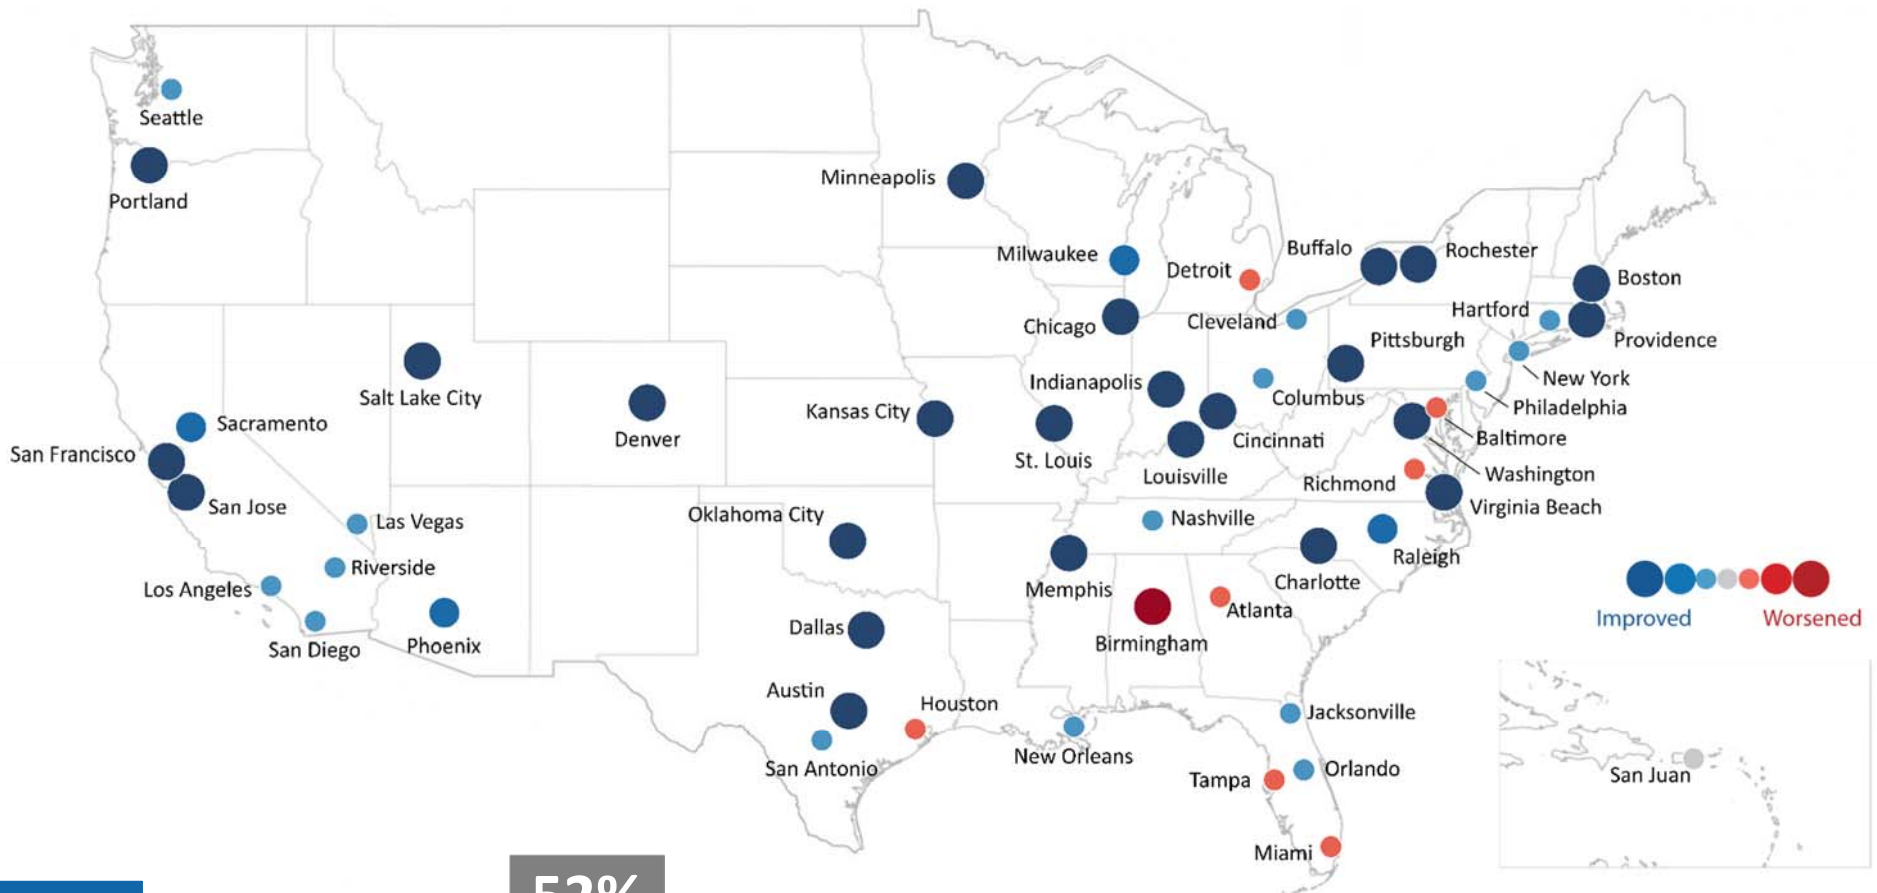 Seattle
Portland
Minneapolis
Milwaukee
Detroit
Buffalo
Rochester
Boston
Chicago
Cleveland
Hartford
Providence
Pittsburgh
Salt Lake City
Indianapolis
Columbus
New York
Philadelphia
Kansas City
Denver
Sacramento
San Francisco
St. Louis
Cincinnati
Baltimore
Louisville
Washington
Richmond
San Jose
Virginia Beach
Las Vegas
Oklahoma City
Nashville
Raleigh
Riverside
Los Angeles
Memphis
Charlotte
Atlanta
Improved
Worsened
San Diego
Phoenix
Dallas
Birmingham
Austin
Houston
Jacksonville
New Orleans
San Antonio
Tampa
Orlando
San Juan
Miami
52%